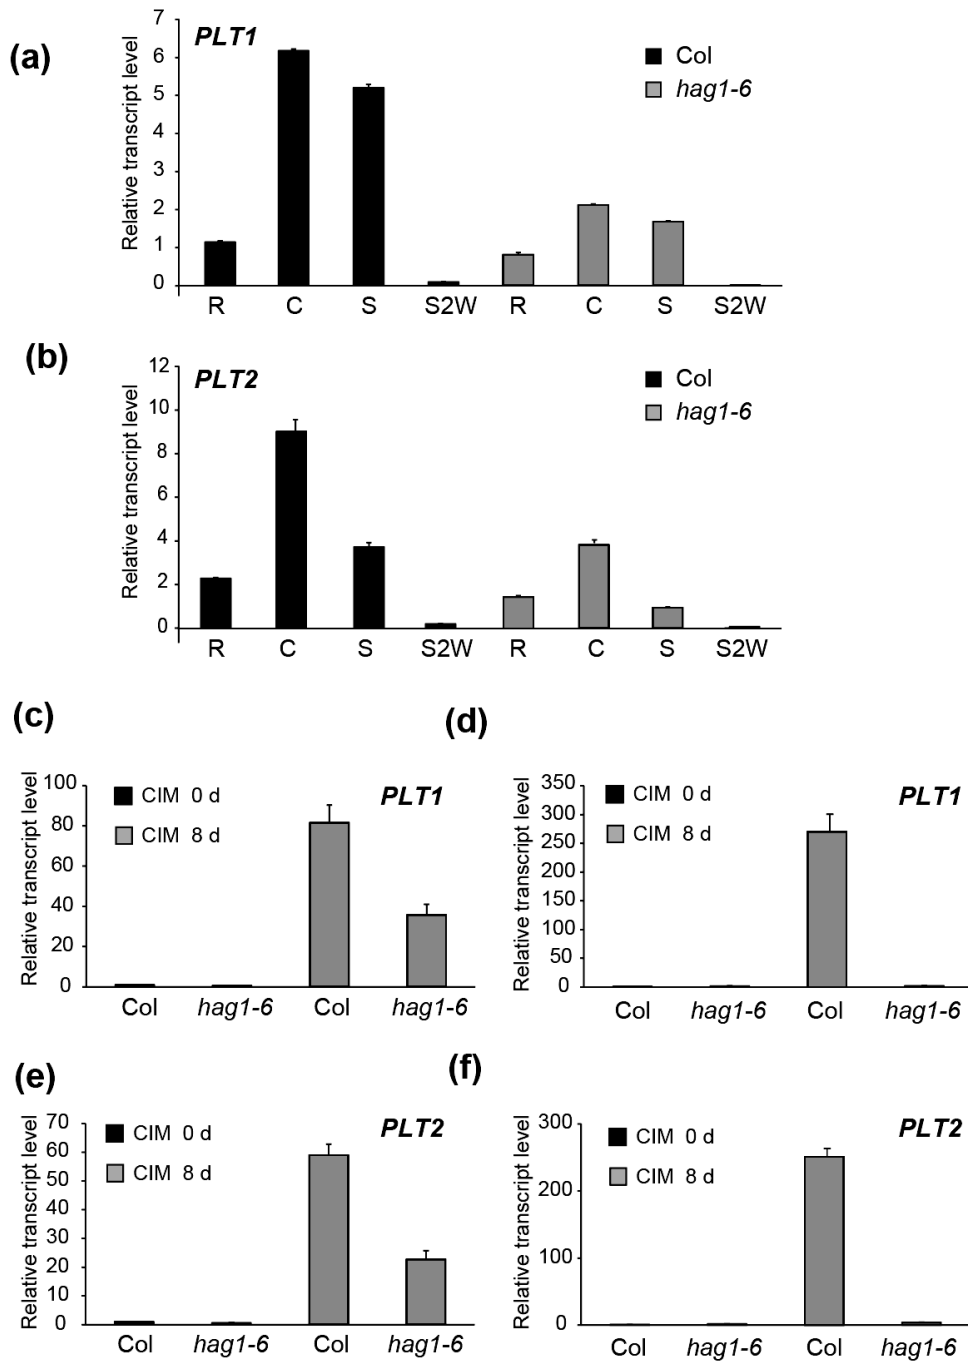 (a)
PLT1
Relative transcript level
7
6
5
4
3
2
1
0
Col
hag1-6
R C S S2W R C S S2W
(b)
PLT2
Relative transcript level
12
10
8
6
4
2
0
Col
hag1-6
R C S S2W R C S S2W
(c)
PLT1
Relative transcript level
100
80
60
40
20
0
CIM 0 d
CIM 8 d
Col hag1-6 Col hag1-6
(d)
PLT1
Relative transcript level
350
300
250
200
150
100
50
0
CIM 0 d
CIM 8 d
Col hag1-6 Col hag1-6
(e)
PLT2
Relative transcript level
70
60
50
40
30
20
10
0
CIM 0 d
CIM 8 d
Col hag1-6 Col hag1-6
(f)
PLT2
Relative transcript level
300
200
100
0
CIM 0 d
CIM 8 d
Col hag1-6 Col hag1-6